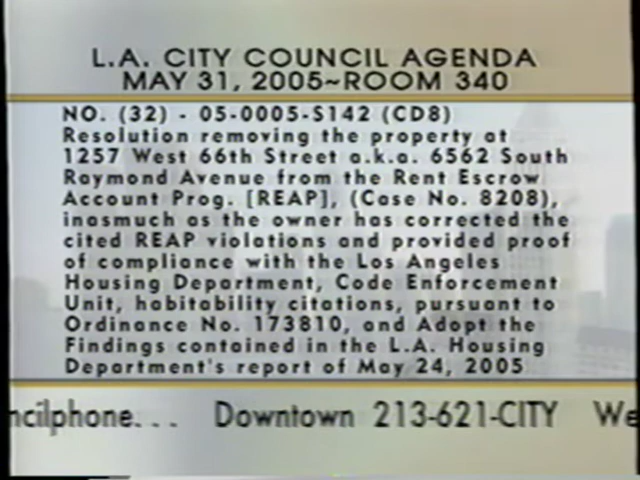 L.A. CITY COUNCIL AGENDA
MAY 31, 2005~ROOM 340
NO. (32) - 05-0005-S142 (CD8)
Resolution removing the property at
1257 West 66th Street a.k.a. 6562 South
Raymond Avenue from the Rent Escrow
Account Prog. [REAP], (Case No. 8208),
inasmuch as the owner has corrected the
cited REAP violations and provided proof
of compliance with the Los Angeles
Housing Department, Code Enforcement
Unit, habitability citations, pursuant to
Ordinance No. 173810, and Adopt the
Findings contained in the L.A. Housing
Department's report of May 24, 2005
ncilphone... Downtown 213-621-CITY We